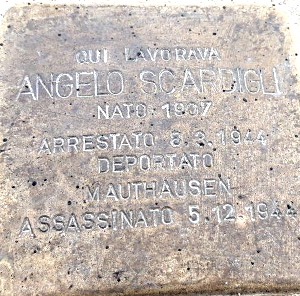 QUI LAVORAVA
ANGELO SCARDIGLI
NATO 1907
ARRESTATO 8.3.1944
DEPORTATO
MAUTHAUSEN
ASSASSINATO 5.12.1944